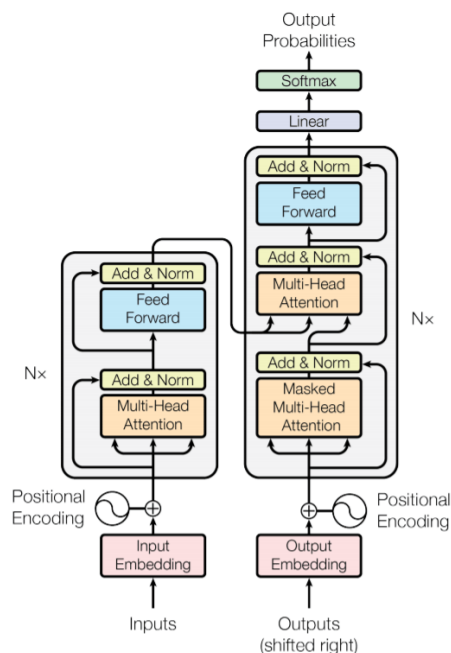 Output
Probabilities
Softmax
Linear
Add & Norm
Feed
Forward
Add & Norm
Multi-Head
Attention
Add & Norm
Masked
Multi-Head
Attention
Nx
Add & Norm
Feed
Forward
Add & Norm
Multi-Head
Attention
Nx
Positional
Encoding
Positional
Encoding
Input
Embedding
Output
Embedding
Inputs
Outputs
(shifted right)